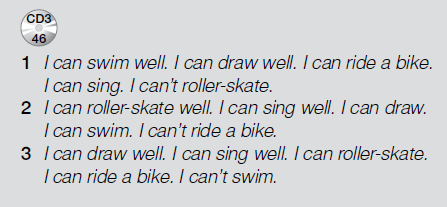 CD3
46
1 I can swim well. I can draw well. I can ride a bike.
I can sing. I can't roller-skate.
2 I can roller-skate well. I can sing well. I can draw.
I can swim. I can't ride a bike.
3 I can draw well. I can sing well. I can roller-skate.
I can ride a bike. I can't swim.